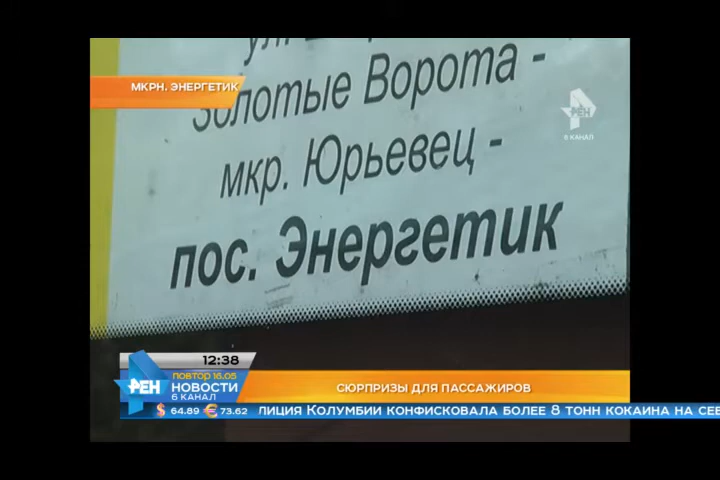 МКРН. ЭНЕРГЕТИК
Золотые Ворота -
мкр. Юрьевец -
пос. Энергетик
РЕН
6 КАНАЛ
12:38
ПОВТОР 16.05
РЕН
НОВОСТИ
6 КАНАЛ
СЮРПРИЗЫ ДЛЯ ПАССАЖИРОВ
$ 64.89 € 73.62
ЛИЦИЯ КОЛУМБИИ КОНФИСКОВАЛА БОЛЕЕ 8 ТОНН КОКАИНА НА СЕВ